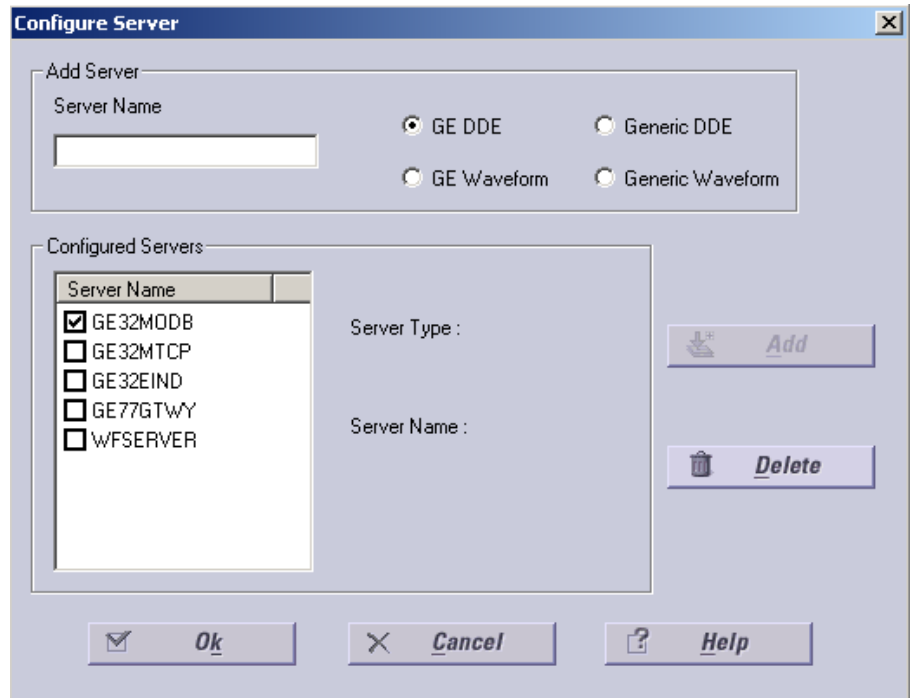 Configure Server
Add Server
Server Name
GE DDE
Generic DDE
GE Waveform
Generic Waveform
Configured Servers
Server Name
GE32MODB
GE32MTCP
GE32EIND
GE77GTWY
WFSERVER
Server Type :
Server Name :
Add
Delete
Ok
Cancel
Help